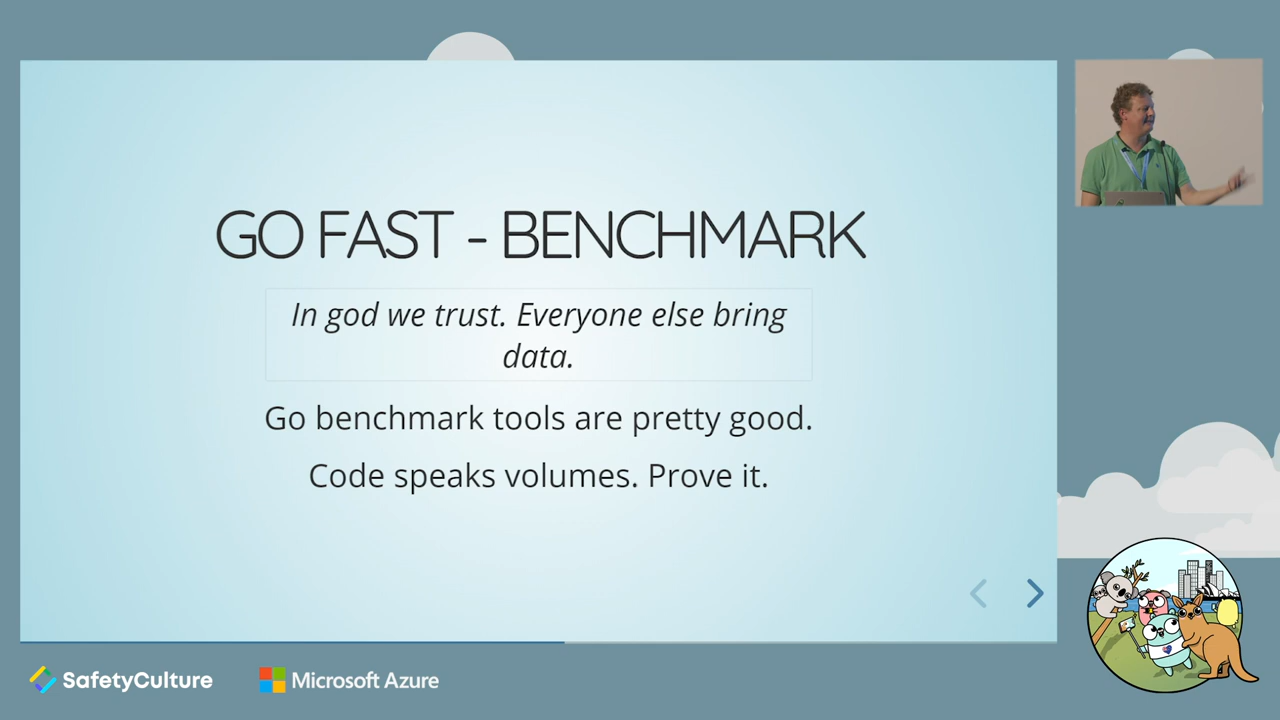 GO FAST - BENCHMARK
In god we trust. Everyone else bring
data.
Go benchmark tools are pretty good.
Code speaks volumes. Prove it.
SafetyCulture
Microsoft Azure